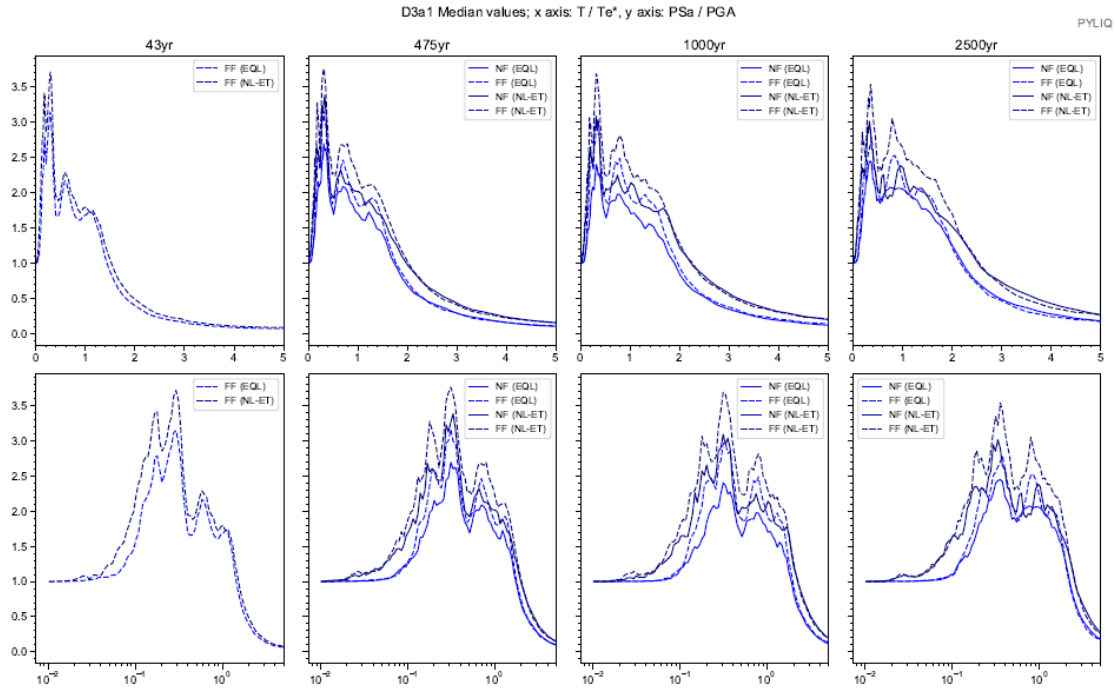 D3a1 Median values; x axis: T / Te*, y axis: PSa / PGA
PYLIQ
43yr
475yr
1000yr
2500yr
FF (EQL)
FF (NL-ET)
NF (EQL)
FF (EQL)
NF (NL-ET)
FF (NL-ET)
NF (EQL)
FF (EQL)
NF (NL-ET)
FF (NL-ET)
NF (EQL)
FF (EQL)
NF (NL-ET)
FF (NL-ET)
3.5
3.0
2.5
2.0
1.5
1.0
0.5
0.0
0 1 2 3 4 5
0 1 2 3 4 5
0 1 2 3 4 5
0 1 2 3 4 5
FF (EQL)
FF (NL-ET)
NF (EQL)
FF (EQL)
NF (NL-ET)
FF (NL-ET)
NF (EQL)
FF (EQL)
NF (NL-ET)
FF (NL-ET)
NF (EQL)
FF (EQL)
NF (NL-ET)
FF (NL-ET)
3.5
3.0
2.5
2.0
1.5
1.0
0.5
0.0
10⁻² 10⁻¹ 10⁰
10⁻² 10⁻¹ 10⁰
10⁻² 10⁻¹ 10⁰
10⁻² 10⁻¹ 10⁰